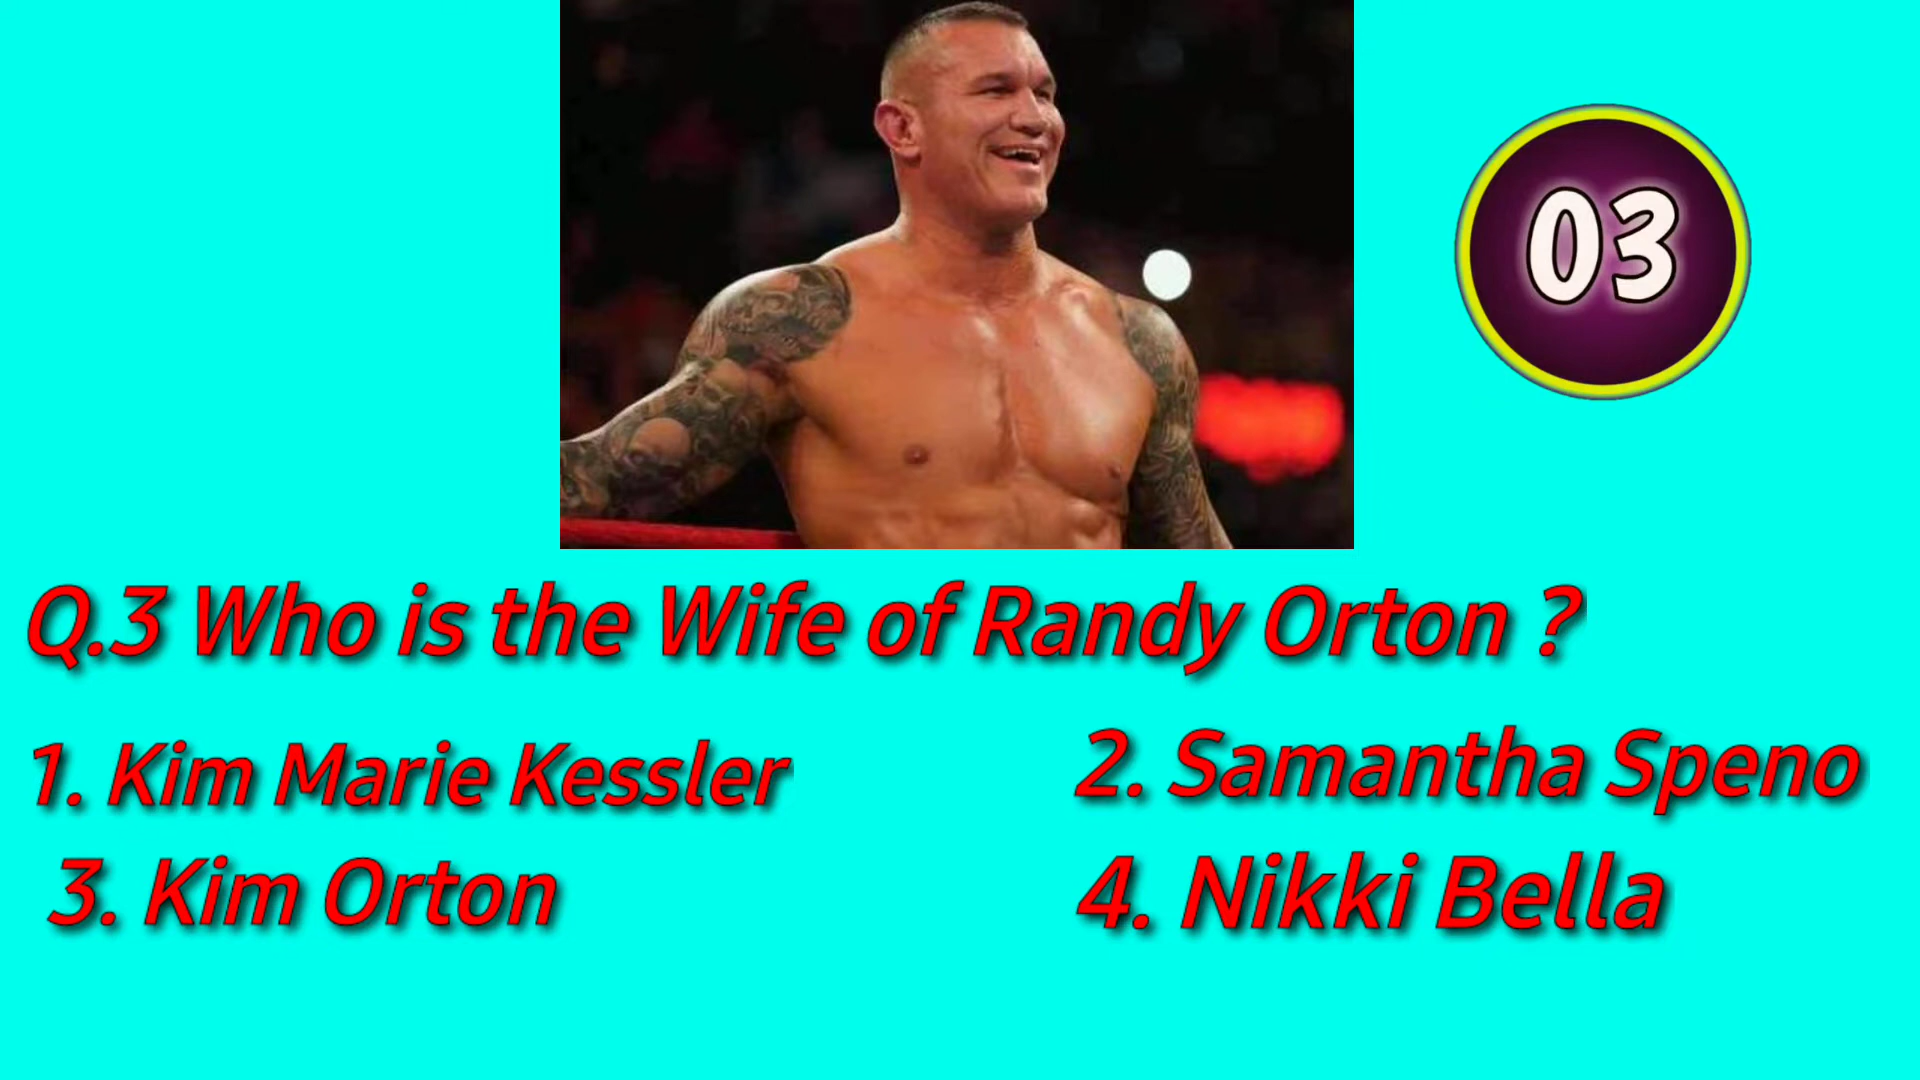 03
Q.3 Who is the Wife of Randy Orton ?
1. Kim Marie Kessler
2. Samantha Speno
3. Kim Orton
4. Nikki Bella